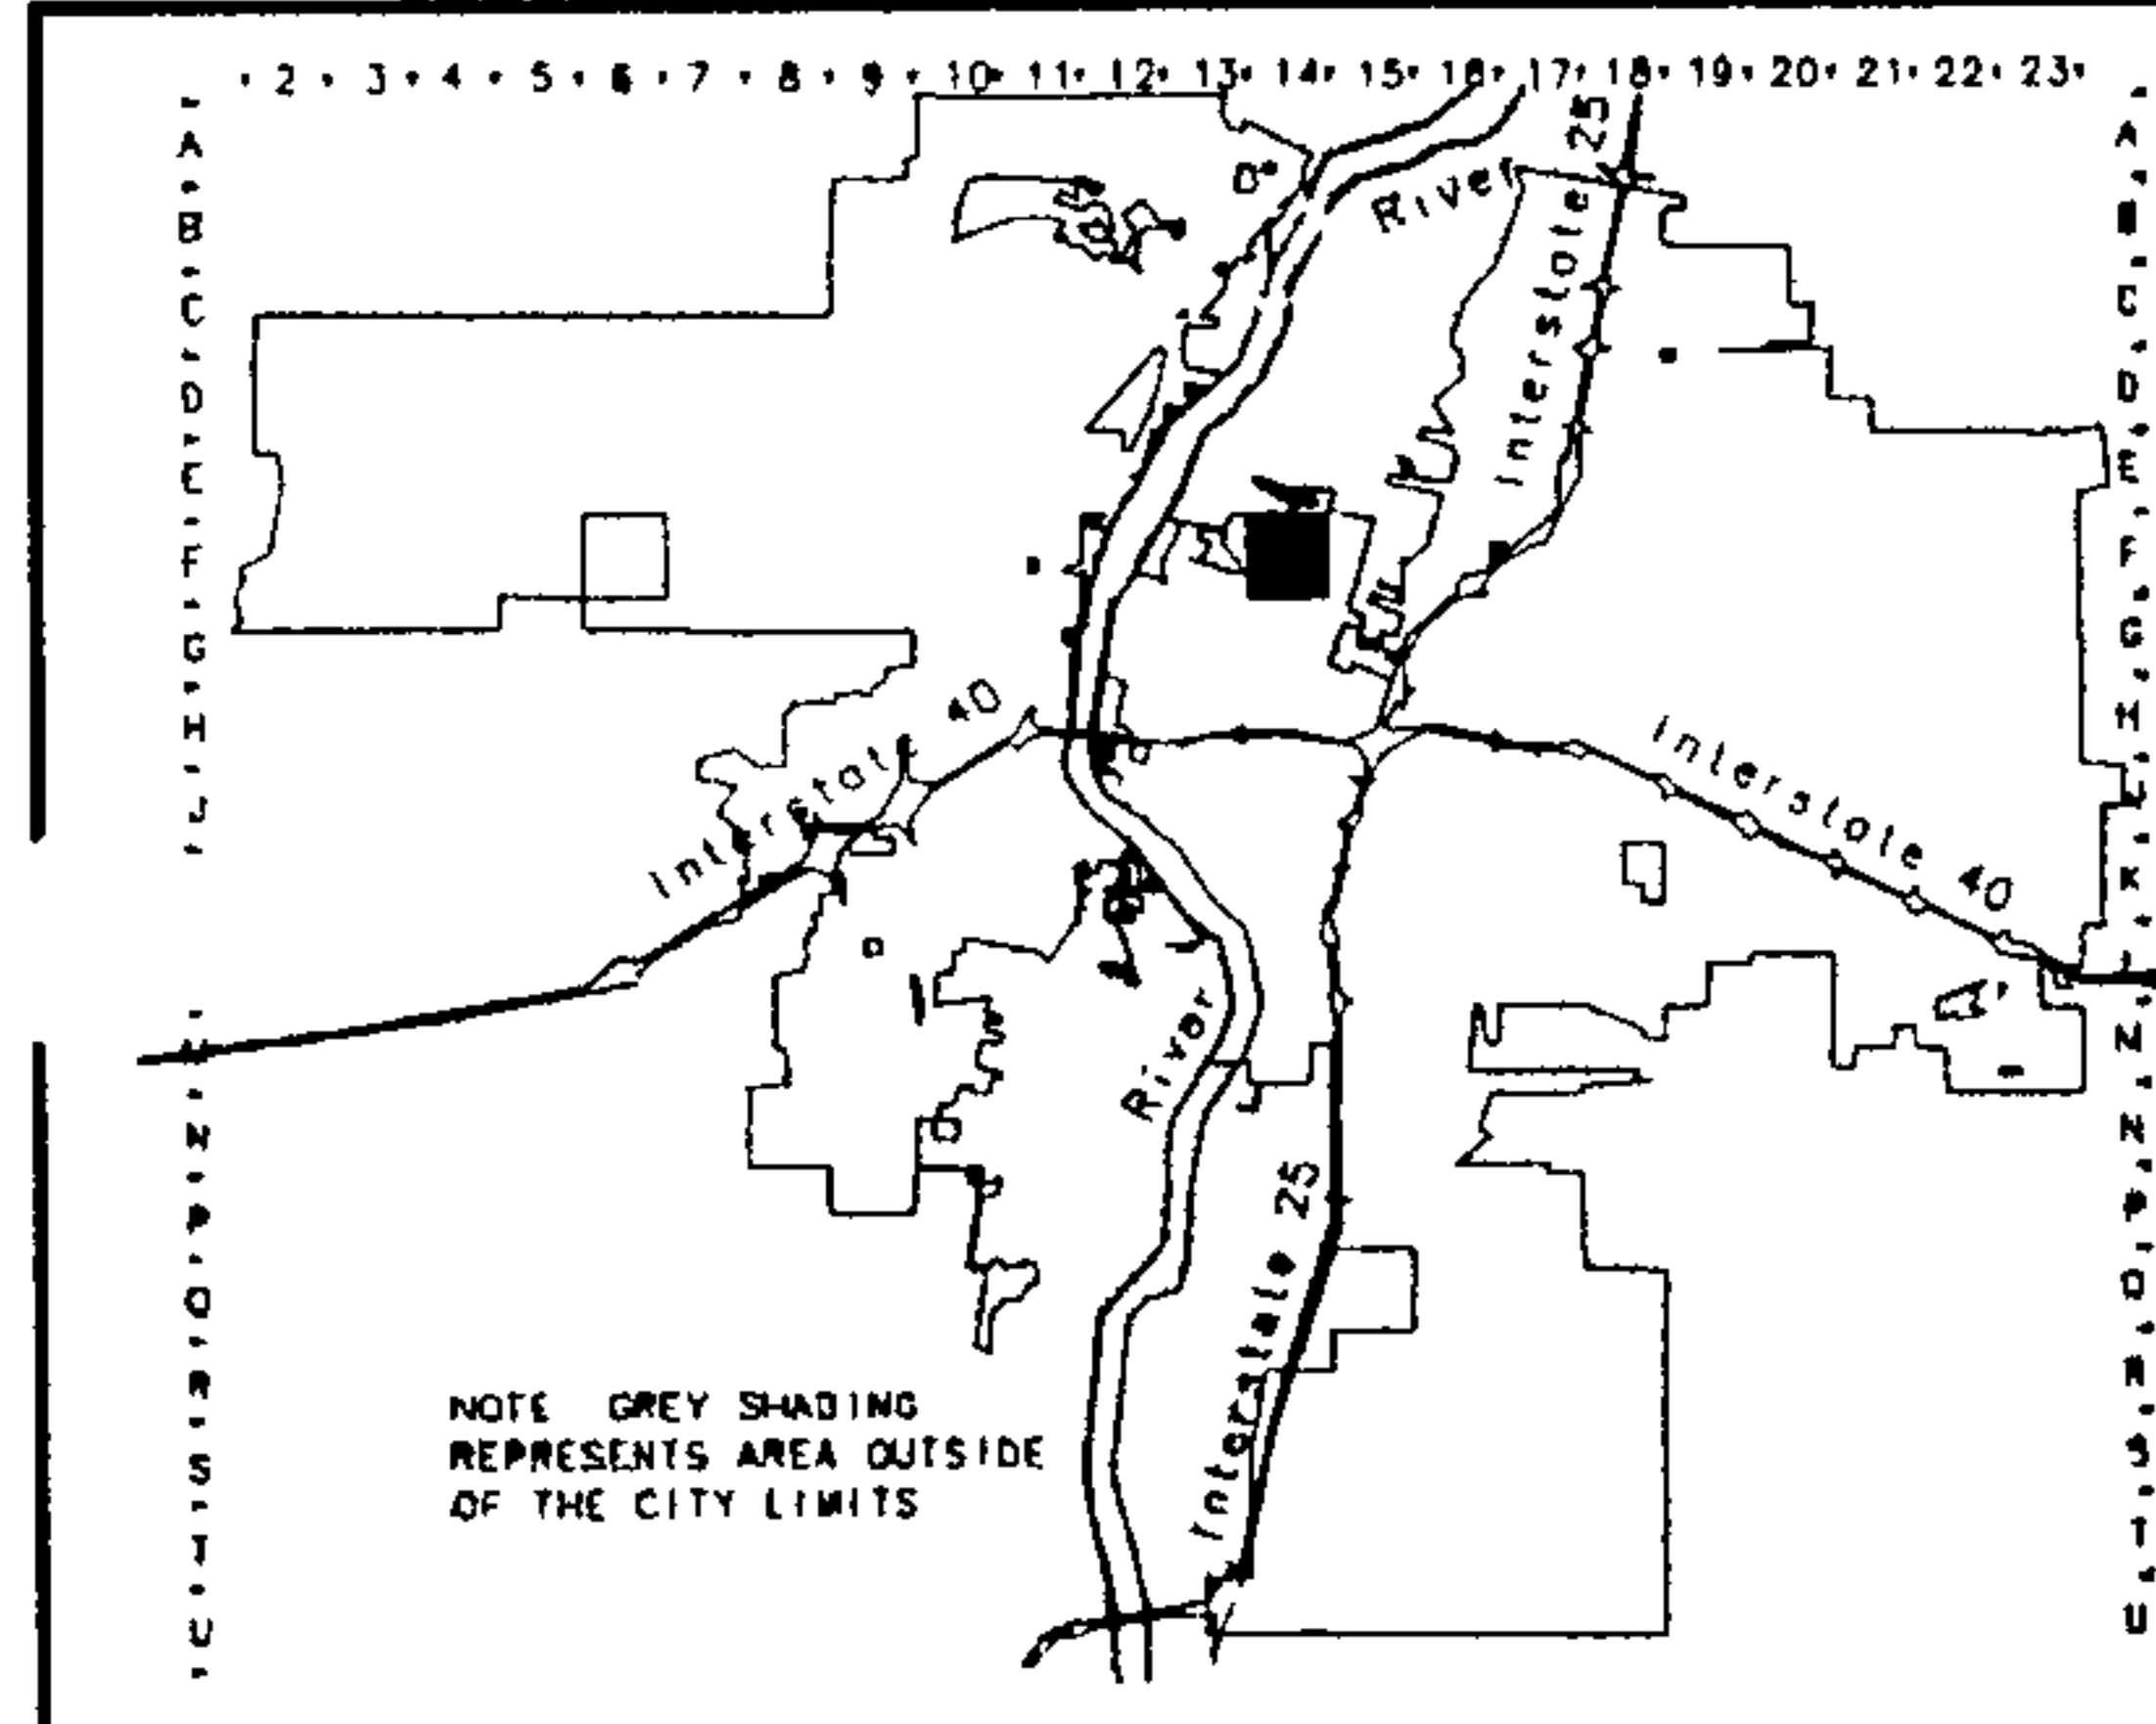 2 3 4 5 6 7 8 9 10 11 12 13 14 15 16 17 18 19 20 21 22 23
A A
B B
C C
D D
E E
F F
G G
H H
J
K
M
N N
P P
Q Q
R R
S S
T T
U U
River
Interstate 25
Interstate 40
Interstate 40
River
Interstate 25
NOTE GREY SHADING
REPRESENTS AREA OUTSIDE
OF THE CITY LIMITS